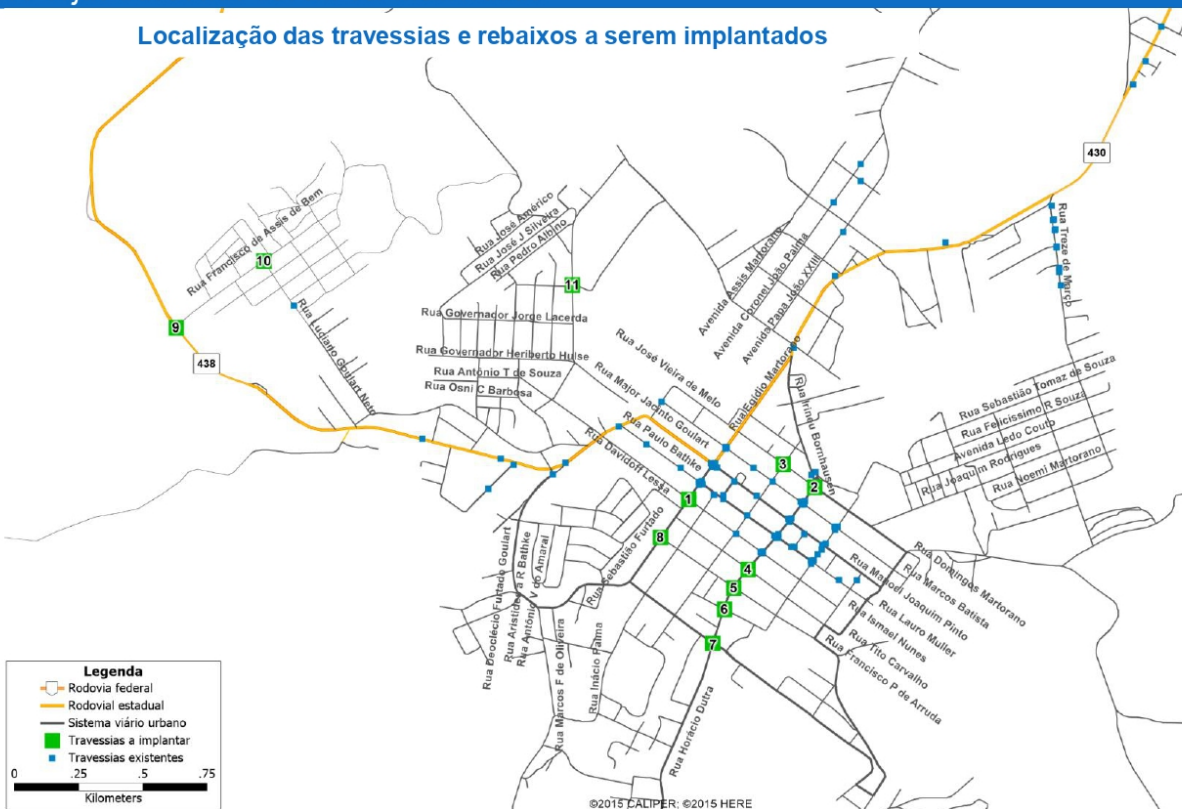 Localização das travessias e rebaixos a serem implantados
430
Rua Treze de Março
Rua Francisco de Assis de Bem
10
9
438
Rua Luciano Goulart Neto
Rua José Américo
Rua José J Silveira
Rua Pedro Albino
11
Rua Governador Jorge Lacerda
Rua Governador Heriberto Hulse
Rua Antônio T de Souza
Rua Osni C Barbosa
Avenida Assis Martorano
Avenida Coronel João Palma
Avenida Papa João XXIII
Rua José Vieira de Melo
Rua Major Jacinto Goulart
Rua Paulo Bathke
Rua Davidoff Lessa
Rua Egidio Martorano
Rua Irineu Bornhausen
Rua Sebastião Tomaz de Souza
Rua Felicissimo R Souza
Avenida Ledo Couto
Rua Joaquim Rodrigues
Rua Noemi Martorano
3
2
1
8
4
5
6
7
Rua Sebastião Furtado
Rua Deoclécio Furtado Goulart
Rua Aristides a R Bathke
Rua Antônio V do Amaral
Rua Marcos F de Oliveira
Rua Inácio Palma
Rua Horácio Dutra
Rua Domingos Martorano
Rua Marcos Batista
Rua Manoel Joaquim Pinto
Rua Lauro Muller
Rua Ismael Nunes
Rua Tito Carvalho
Rua Francisco P de Arruda
Legenda
Rodovia federal
Rodovial estadual
Sistema viário urbano
Travessias a implantar
Travessias existentes
0 .25 .5 .75
Kilometers
©2015 CALIPER; ©2015 HERE